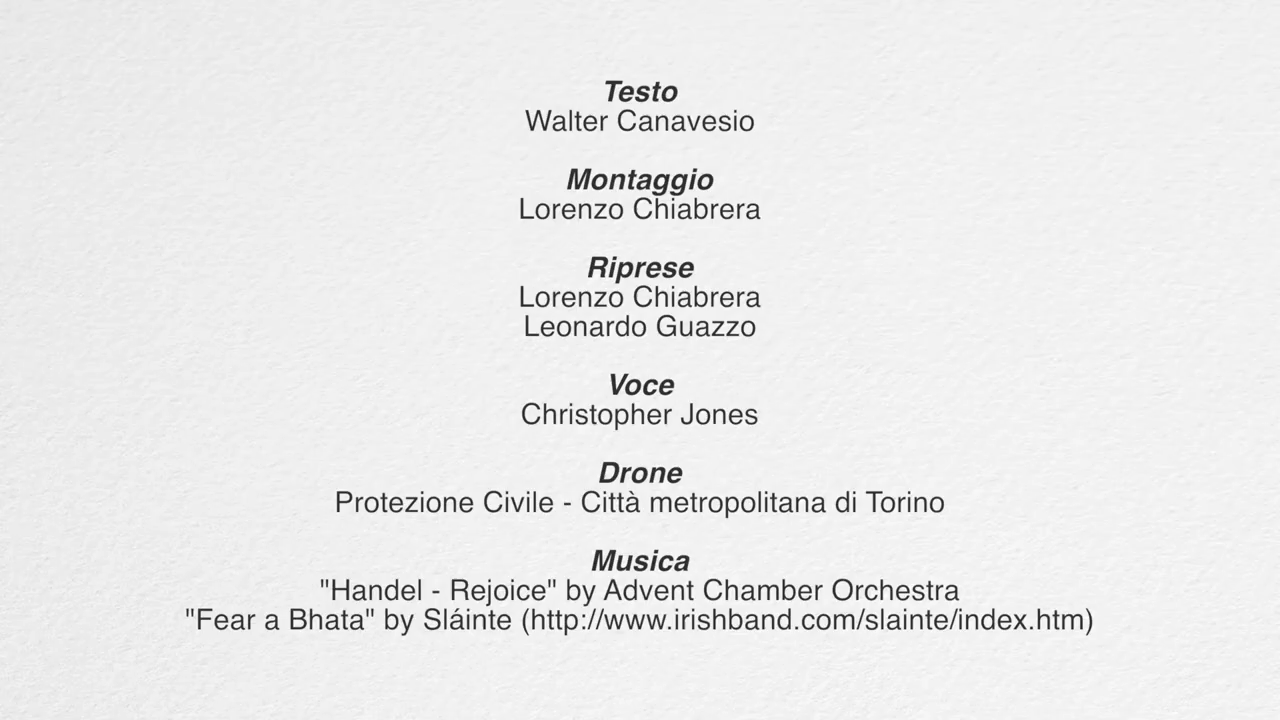 Testo
Walter Canavesio
Montaggio
Lorenzo Chiabrera
Riprese
Lorenzo Chiabrera
Leonardo Guazzo
Voce
Christopher Jones
Drone
Protezione Civile - Città metropolitana di Torino
Musica
"Handel - Rejoice" by Advent Chamber Orchestra
"Fear a Bhata" by Sláinte (http://www.irishband.com/slainte/index.htm)